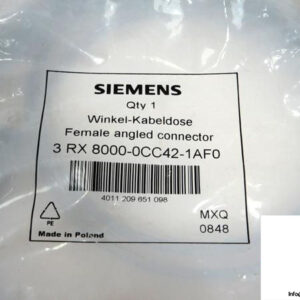 SIEMENS
Qty 1
Winkel-Kabeldose
Female angled connector
3 RX 8000-0CC42-1AF0
4011 209 651 098
PE
MXQ
Made in Poland
0848